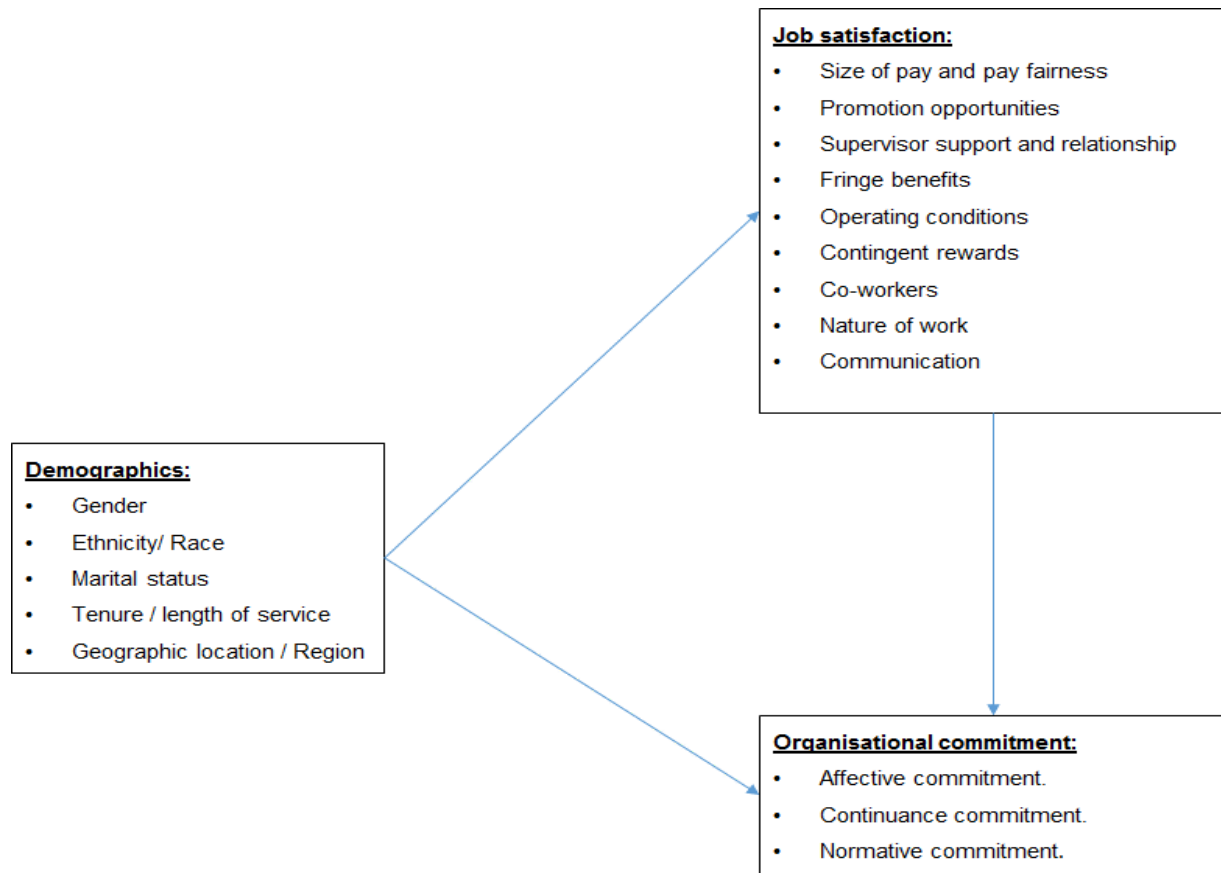 Job satisfaction:
• Size of pay and pay fairness
• Promotion opportunities
• Supervisor support and relationship
• Fringe benefits
• Operating conditions
• Contingent rewards
• Co-workers
• Nature of work
• Communication
Demographics:
• Gender
• Ethnicity/ Race
• Marital status
• Tenure / length of service
• Geographic location / Region
Organisational commitment:
• Affective commitment.
• Continuance commitment.
• Normative commitment.